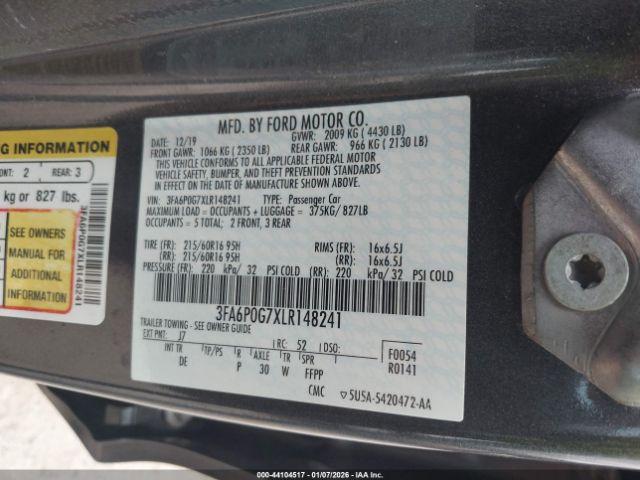 MFD. BY FORD MOTOR CO.
DATE: 12/19 GVWR: 2009 KG (4430 LB)
FRONT GAWR: 1066 KG (2350 LB) REAR GAWR: 966 KG (2130 LB)
THIS VEHICLE CONFORMS TO ALL APPLICABLE FEDERAL MOTOR
VEHICLE SAFETY, BUMPER, AND THEFT PREVENTION STANDARDS
IN EFFECT ON THE DATE OF MANUFACTURE SHOWN ABOVE.
VIN: 3FA6P0G7XLR148241 TYPE: Passenger Car
MAXIMUM LOAD = OCCUPANTS + LUGGAGE = 375KG/827LB
OCCUPANTS = 5 TOTAL: 2 FRONT, 3 REAR
TIRE (FR): 215/60R16 95H RIMS (FR): 16x6.5J
(RR): 215/60R16 95H (RR): 16x6.5J
PRESSURE (FR): 220 kPa/ 32 PSI COLD (RR): 220 kPa/ 32 PSI COLD
3FA6P0G7XLR148241
TRAILER TOWING - SEE OWNER GUIDE
EXT PNT: J7 RC: 52 DSO: F0054
INT TR TP/PS R AXLE TR SPR R0141
DE P 30 W FFPP
CMC 5U5A-5420472-AA
NG INFORMATION
ONT: 2 REAR: 3
kg or 827 lbs.
SEE OWNERS
MANUAL FOR
ADDITIONAL
INFORMATION
3FA6P0G7XLR148241
00-44104517 - 01/07/2026 - IAAI.COM